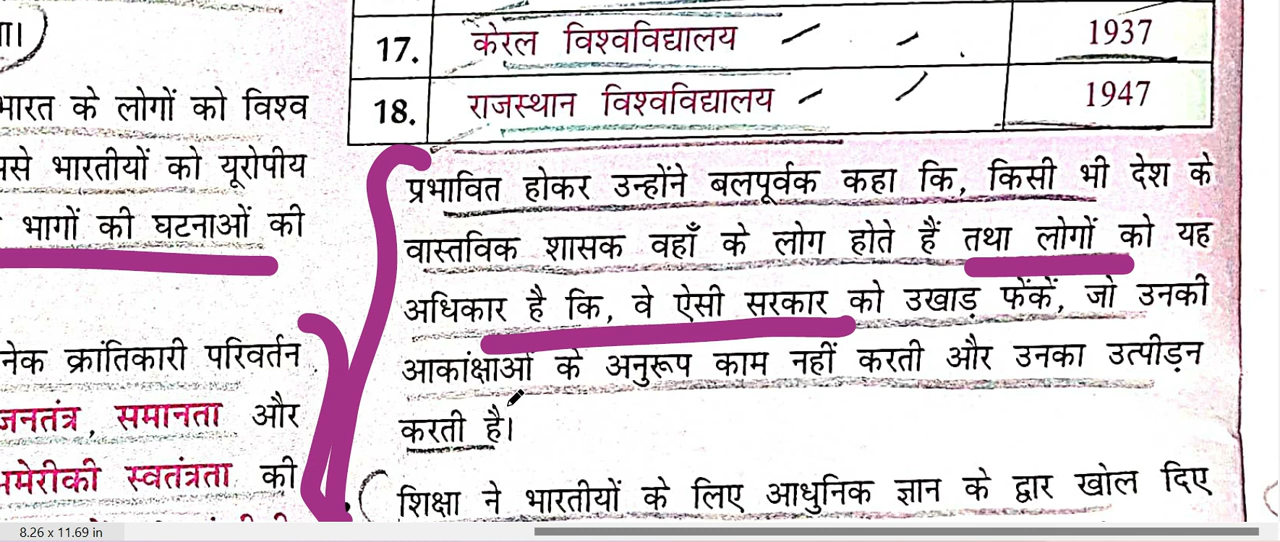 ा।
भारत के लोगों को विश्व
भारतीयों को यूरोपीय
भागों की घटनाओं की
क्रांतिकारी परिवर्तन
जनतंत्र, समानता और
स्वतंत्रता की
17. केरल विश्वविद्यालय 1937
18. राजस्थान विश्वविद्यालय 1947
प्रभावित होकर उन्होंने बलपूर्वक कहा कि, किसी भी देश के
वास्तविक शासक वहाँ के लोग होते हैं तथा लोगों को यह
अधिकार है कि, वे ऐसी सरकार को उखाड़ फेंकें, जो उनकी
आकांक्षाओं के अनुरूप काम नहीं करती और उनका उत्पीड़न
करती है।
शिक्षा ने भारतीयों के लिए आधुनिक ज्ञान के द्वार खोल दिए
8.26 x 11.69 in